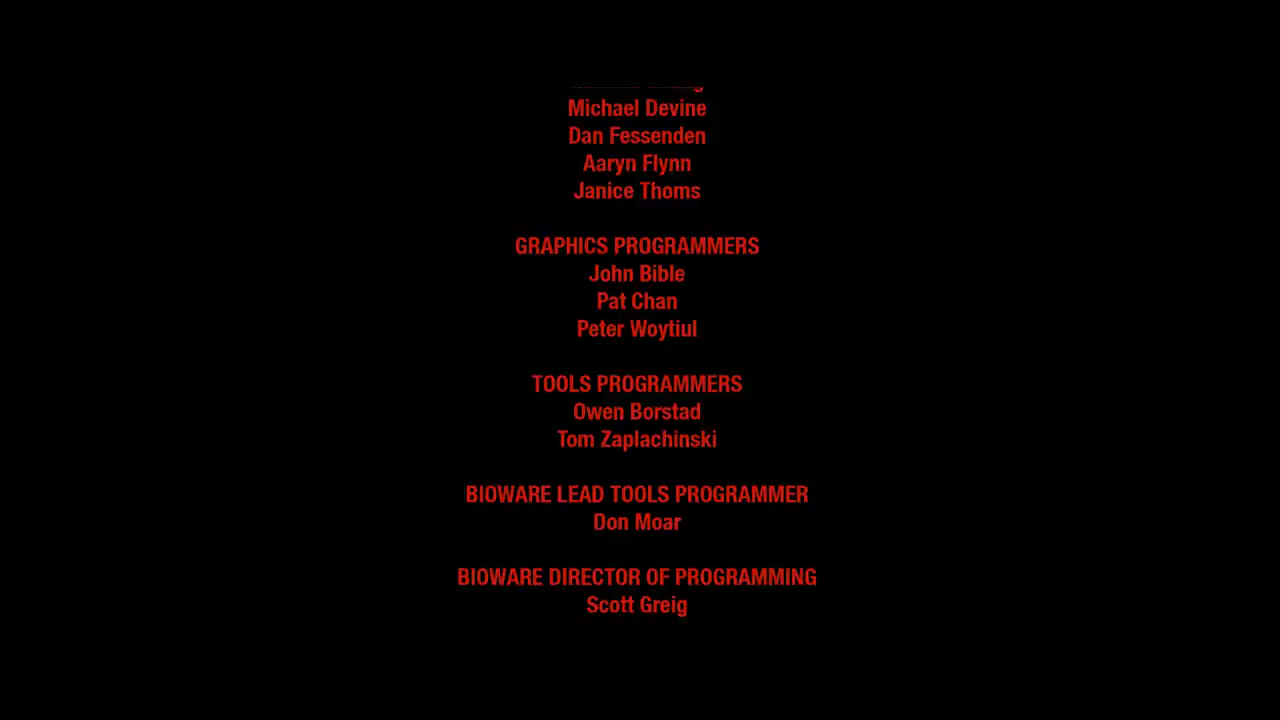 Michael Devine
Dan Fessenden
Aaryn Flynn
Janice Thoms
GRAPHICS PROGRAMMERS
John Bible
Pat Chan
Peter Woytiul
TOOLS PROGRAMMERS
Owen Borstad
Tom Zaplachinski
BIOWARE LEAD TOOLS PROGRAMMER
Don Moar
BIOWARE DIRECTOR OF PROGRAMMING
Scott Greig